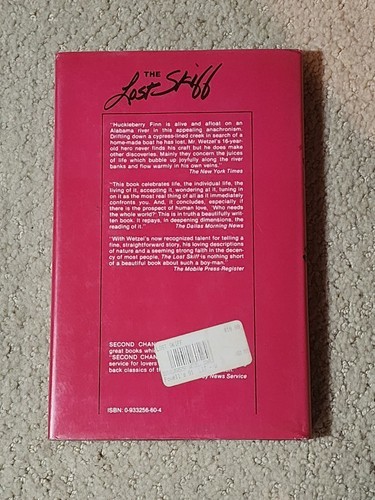 THE
Lost Skiff
"Huckleberry Finn is alive and afloat on an
Alabama river in this appealing anachronism.
Drifting down a cypress-lined creek in search of a
home-made boat he has lost, Mr. Wetzel's 16-year-
old hero never finds his craft but he does make
other discoveries. Mainly they concern the juices
of life which bubble up joyfully along the river
banks and flow warmly in his own veins."
The New York Times
"This book celebrates life, the individual life, the
living of it, accepting it, wondering at it, tuning in
on it as the most real thing of all as it immediately
confronts you. And, it concludes, especially if
there is the prospect of human love, 'Who needs
the whole world?' This is in truth a beautifully writ-
ten book. It repays, in deepening dimensions, the
reading of it."
The Dallas Morning News
"With Wetzel's now recognized talent for telling a
fine, straightforward story, his loving descriptions
of nature and a seeming strong faith in the decen-
cy of most people, The Lost Skiff is nothing short
of a beautiful book about such a boy-man."
The Mobile Press-Register
SECOND CHAN
great books whi
"SECOND CHAN
service for lovers
back classics of th
News Service
ISBN: 0-933256-60-4